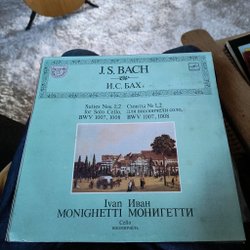 J. S. BACH
И.С. БАХ
Suites Nos. 1,2 Сюиты № 1, 2
for Solo Cello, для виолончели соло,
BWV 1007, 1008 BWV 1007, 1008
Ivan Иван
MONIGHETTI МОНИГЕТТИ
Cello
виолончель